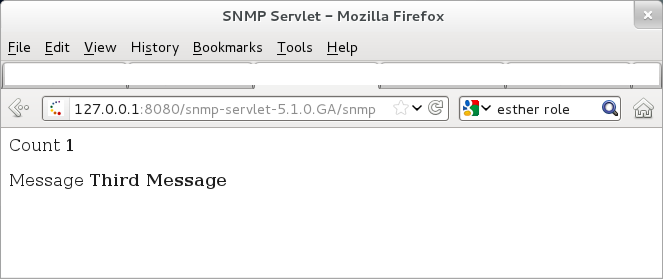 SNMP Servlet - Mozilla Firefox
File Edit View History Bookmarks Tools Help
127.0.0.1:8080/snmp-servlet-5.1.0.GA/snmp esther role
Count 1
Message Third Message